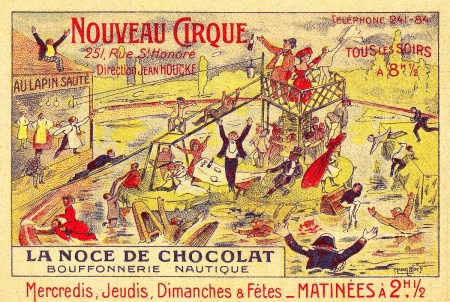 NOUVEAU CIRQUE
251, Rue St Honoré
Direction JEAN HOUCKE
TÉLÉPHONE 241-84
TOUS LES SOIRS
À 8H 1/2
AU LAPIN SAUTÉ
LA NOCE DE CHOCOLAT
BOUFFONNERIE NAUTIQUE
Mercredis, Jeudis, Dimanches & Fêtes _ MATINÉES À 2H. 1/2